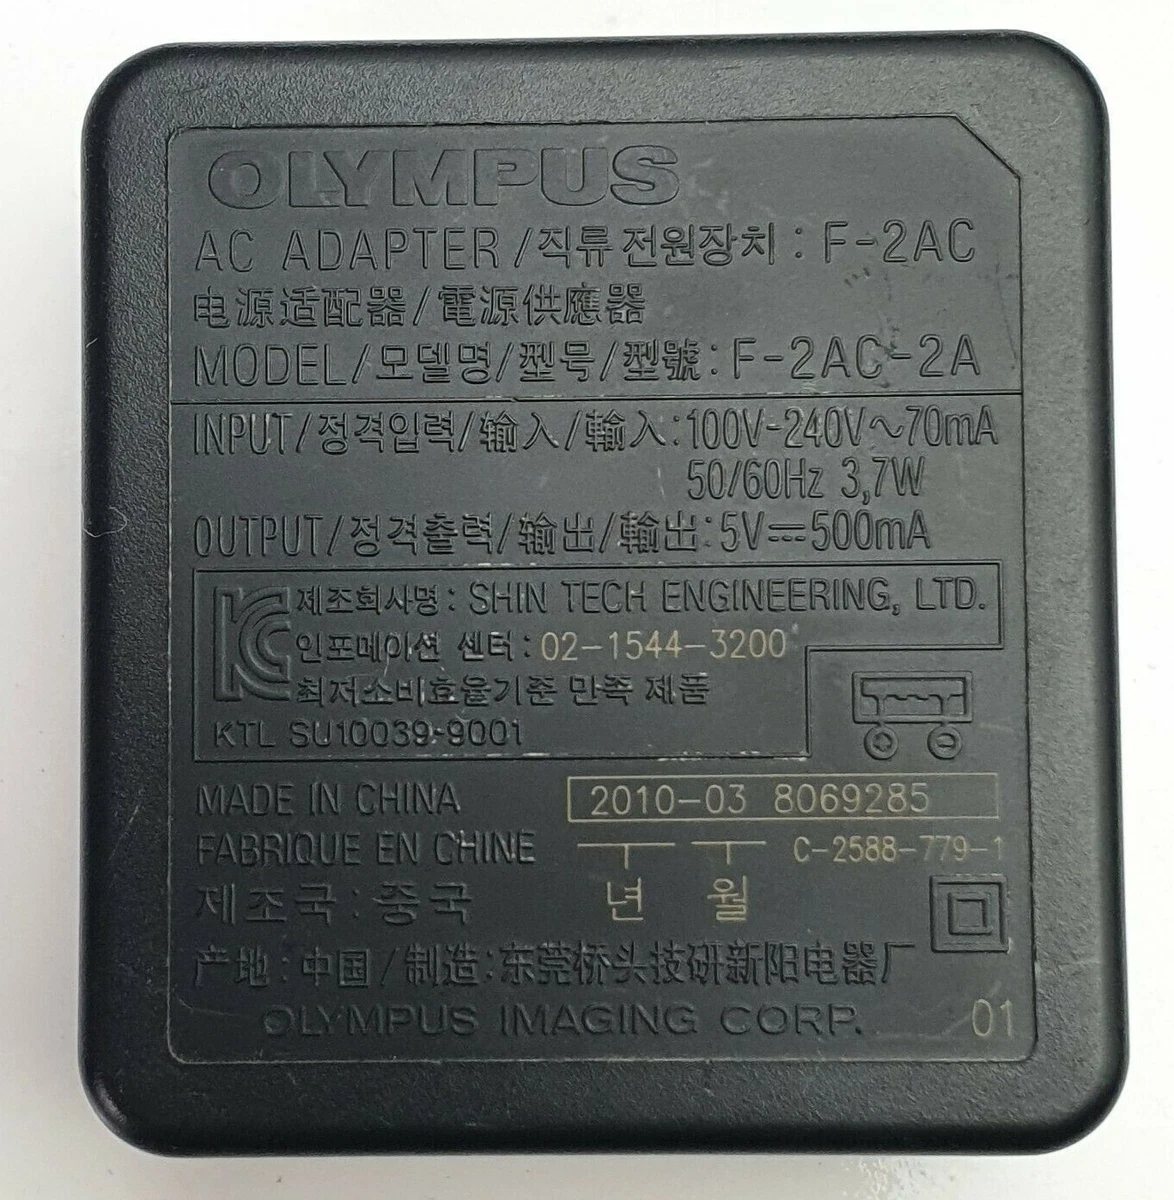 OLYMPUS
AC ADAPTER/직류전원장치: F-2AC
电源适配器/電源供應器
MODEL/모델명/型号/型號: F-2AC-2A
INPUT/정격입력/输入/輸入: 100V-240V~70mA
50/60Hz 3,7W
OUTPUT/정격출력/输出/輸出: 5V⎓500mA
제조회사명: SHIN TECH ENGINEERING, LTD.
인포메이션 센터: 02-1544-3200
최저소비효율기준 만족 제품
KTL SU10039-9001
MADE IN CHINA
2010-03 8069285
FABRIQUE EN CHINE
C-2588-779-1
제조국: 중국
년 월
产地: 中国/制造: 东莞桥头技研新阳电器厂
OLYMPUS IMAGING CORP.
01